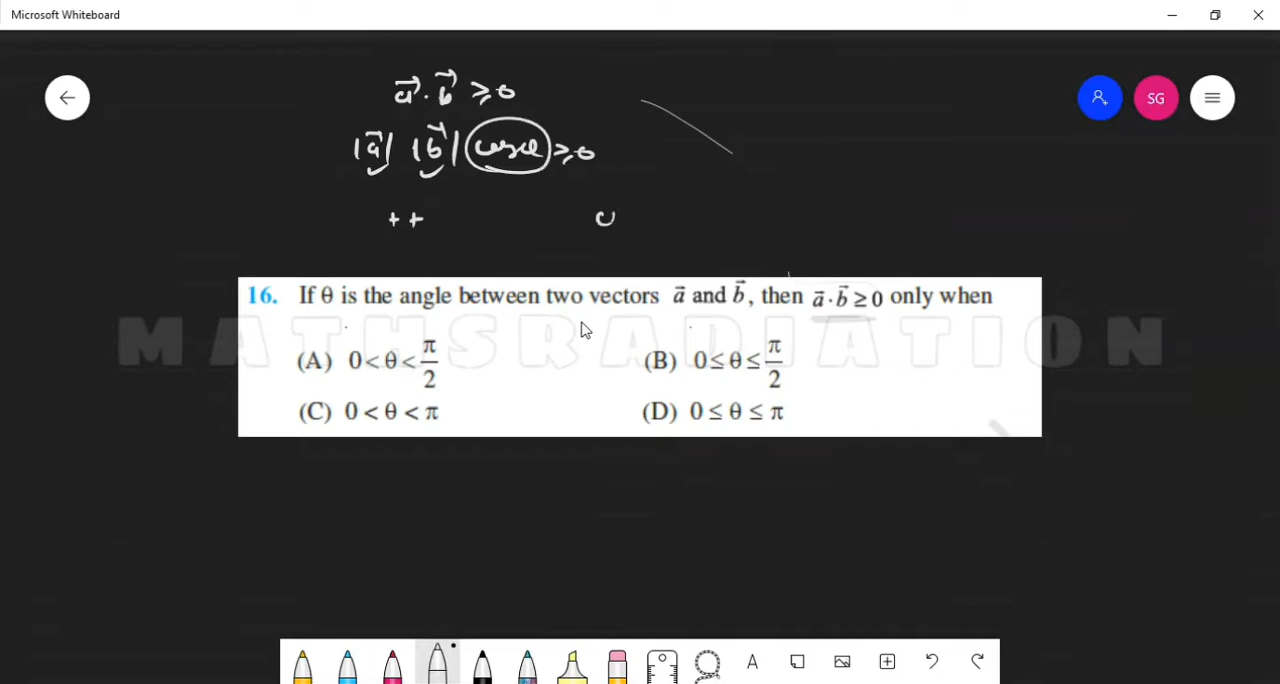 Microsoft Whiteboard
a⃗ . b⃗ ≥ 0
|a⃗| |b⃗| cosα ≥ 0
SG
+ +
16. If θ is the angle between two vectors a⃗ and b⃗, then a⃗ · b⃗ ≥ 0 only when
MATHSRADIATION
(A) 0 < θ < π/2 (B) 0 ≤ θ ≤ π/2
(C) 0 < θ < π (D) 0 ≤ θ ≤ π
A